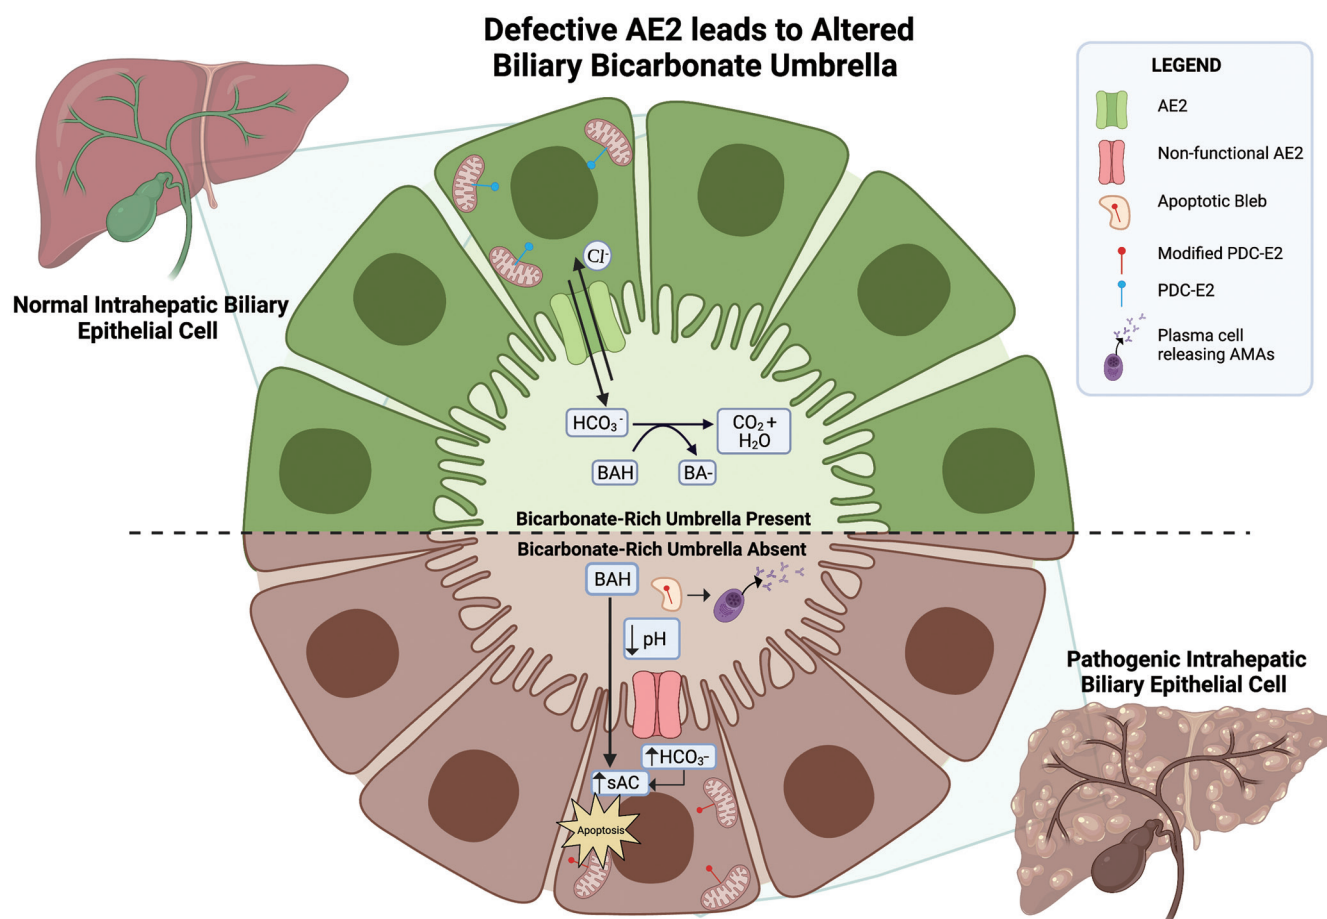 Defective AE2 leads to Altered
Biliary Bicarbonate Umbrella
LEGEND
AE2
Non-functional AE2
Apoptotic Bleb
Modified PDC-E2
PDC-E2
Plasma cell
releasing AMAs
Normal Intrahepatic Biliary
Epithelial Cell
Cl-
HCO₃-
CO₂ +
H₂O
BAH
BA-
Bicarbonate-Rich Umbrella Present
Bicarbonate-Rich Umbrella Absent
BAH
↓ pH
Pathogenic Intrahepatic
Biliary Epithelial Cell
↑HCO₃–
↑sAC
Apoptosis